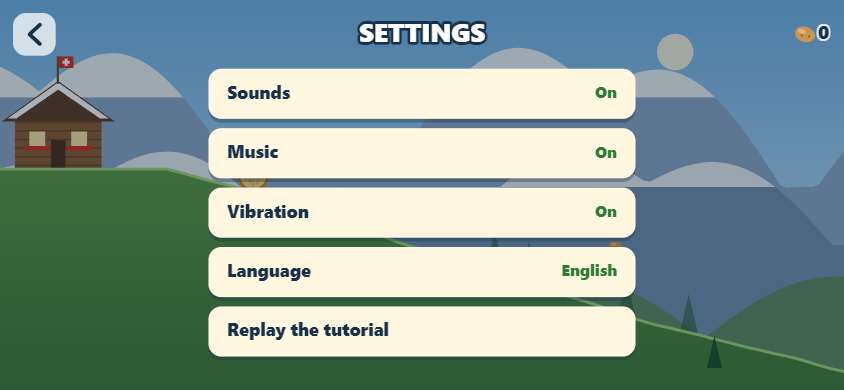 SETTINGS
0
Sounds On
Music On
Vibration On
Language English
Replay the tutorial